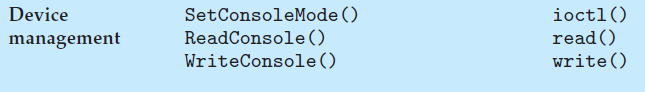 Device SetConsoleMode() ioctl()
management ReadConsole() read()
WriteConsole() write()